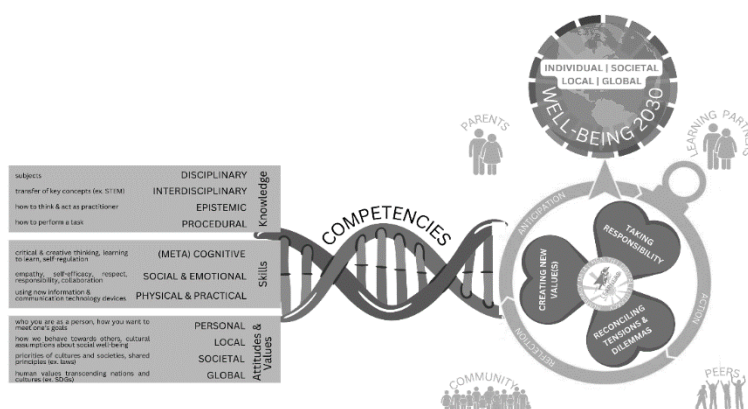 INDIVIDUAL | SOCIETAL
LOCAL | GLOBAL
WELL-BEING 2030
PARENTS
LEARNING PARTN
subjects
DISCIPLINARY
transfer of key concepts (ex. STEM)
INTERDISCIPLINARY
how to think & act as practitioner
EPISTEMIC
how to perform a task
PROCEDURAL
Knowledge
critical & creative thinking, learning
to learn, self-regulation
(META) COGNITIVE
empathy, self-efficacy, respect,
responsibility, collaboration
SOCIAL & EMOTIONAL
using new information &
communication technology devices
PHYSICAL & PRACTICAL
Skills
who you are as a person, how you want to
meet one's goals
PERSONAL
how we behave towards others, cultural
assumptions about social well-being
LOCAL
priorities of cultures and societies, shared
principles (ex. laws)
SOCIETAL
human values transcending nations and
cultures (ex. SDGs)
GLOBAL
Attitudes &
Values
COMPETENCIES
ANTICIPATION
ACTION
REFLECTION
TAKING
RESPONSIBILITY
CREATING NEW
VALUE(S)
RECONCILING
TENSIONS &
DILEMMAS
COMMUNITY
PEERS